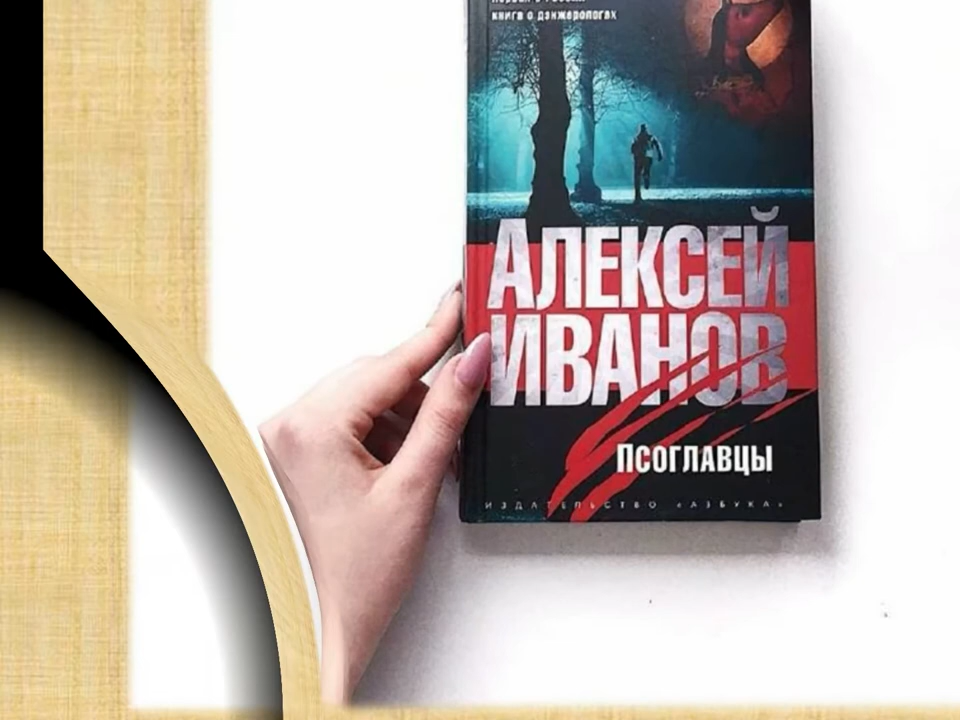 книга о дэнжерологах
АЛЕКСЕЙ
ИВАНОВ
ПСОГЛАВЦЫ
ИЗДАТЕЛЬСТВО «АЗБУКА»